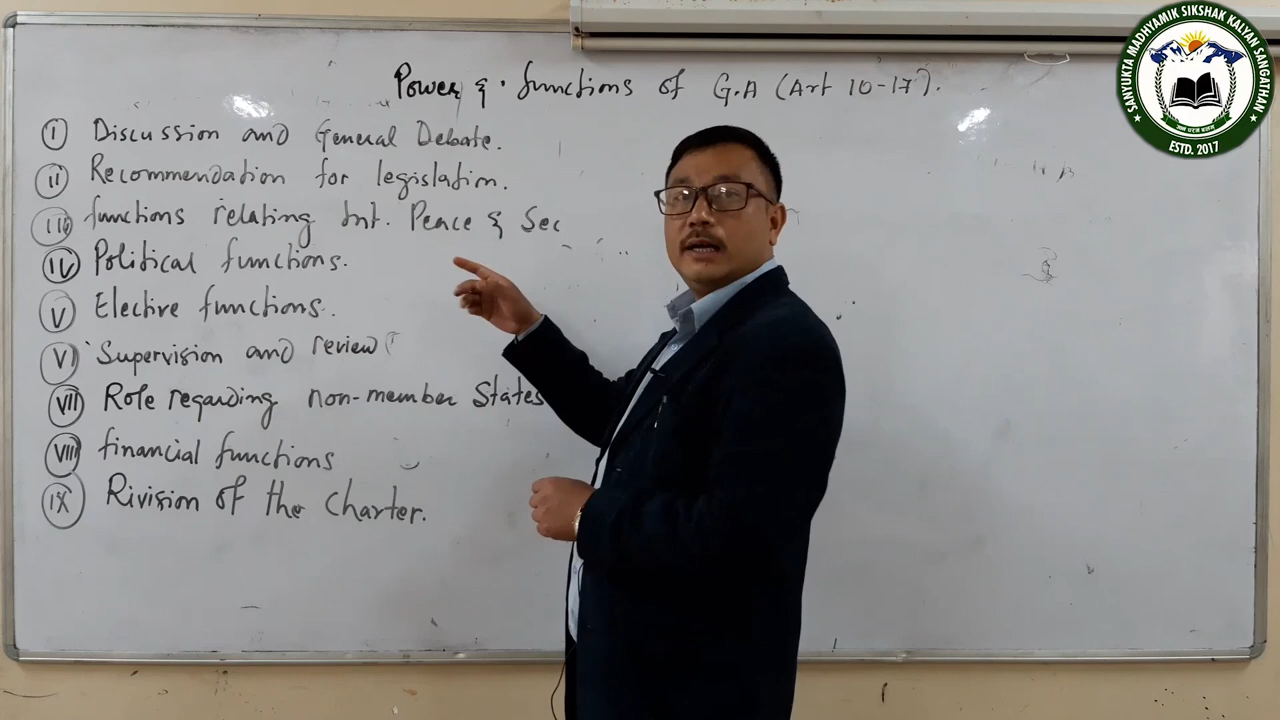 Power & functions of G.A (Art 10-17).
I Discussion and General Debate.
II Recommendation for legislation.
III functions relating Int. Peace & Sec
IV Political functions.
V Elective functions.
VI Supervision and review
VII Role regarding non-member States
VIII financial functions
IX Rivision of the Charter.
SANYUKTA MADHYAMIK SIKSHAK KALYAN SANGATHAN
ESTD. 2017